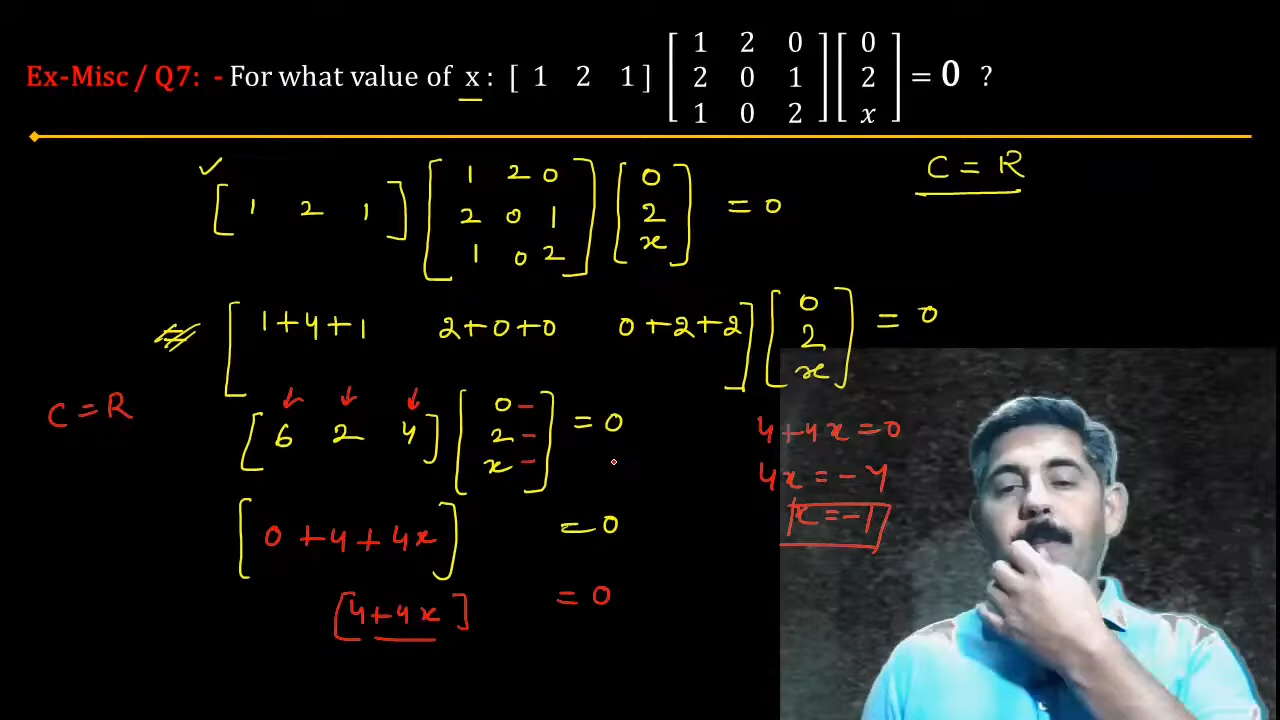 Ex-Misc / Q7: - For what value of x : [ 1 2 1 ] [ 1 2 0 2 0 1 1 0 2 ] [ 0 2 x ] = 0 ?
C = R
[ 1 2 1 ] [ 1 2 0 2 0 1 1 0 2 ] [ 0 2 x ] = 0
[ 1+4+1 2+0+0 0+2+2 ] [ 0 2 x ] = 0
C = R
[ 6 2 4 ] [ 0 2 x ] = 0
[ 0 + 4 + 4x ] = 0
[ 4 + 4x ] = 0
4 + 4x = 0
4x = - 4
x = - 1